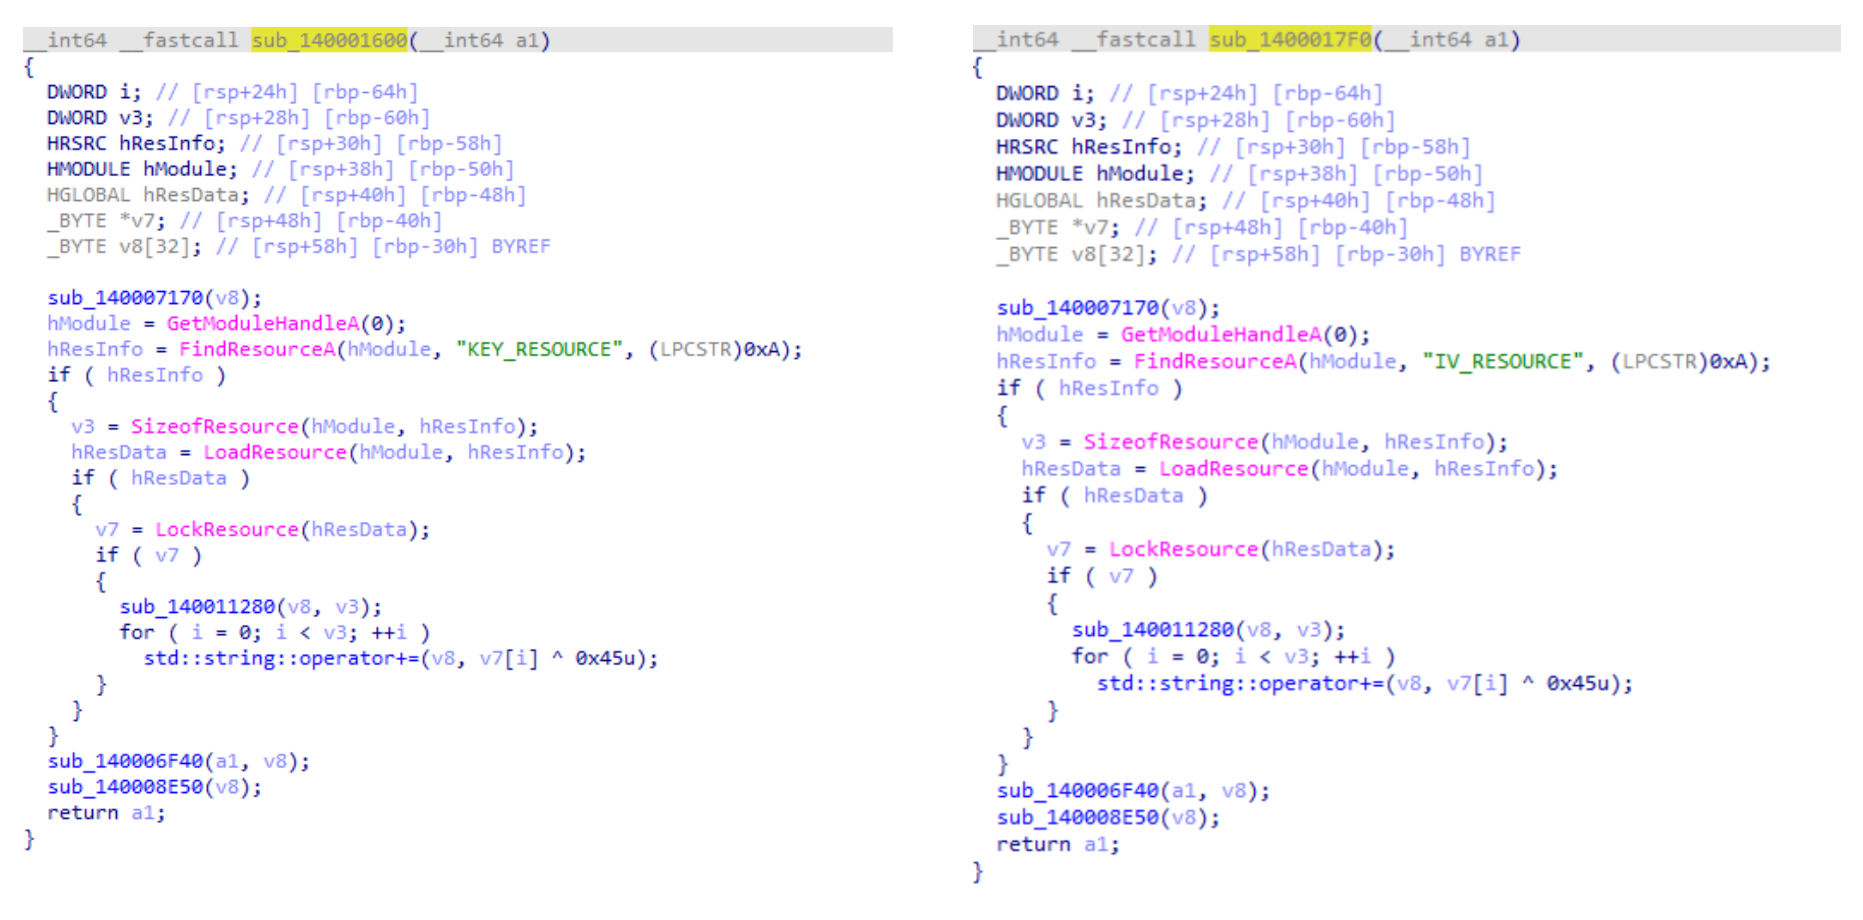 __int64 __fastcall sub_140001600(__int64 a1)
{
  DWORD i; // [rsp+24h] [rbp-64h]
  DWORD v3; // [rsp+28h] [rbp-60h]
  HRSRC hResInfo; // [rsp+30h] [rbp-58h]
  HMODULE hModule; // [rsp+38h] [rbp-50h]
  HGLOBAL hResData; // [rsp+40h] [rbp-48h]
  _BYTE *v7; // [rsp+48h] [rbp-40h]
  _BYTE v8[32]; // [rsp+58h] [rbp-30h] BYREF

  sub_140007170(v8);
  hModule = GetModuleHandleA(0);
  hResInfo = FindResourceA(hModule, "KEY_RESOURCE", (LPCSTR)0xA);
  if ( hResInfo )
  {
    v3 = SizeofResource(hModule, hResInfo);
    hResData = LoadResource(hModule, hResInfo);
    if ( hResData )
    {
      v7 = LockResource(hResData);
      if ( v7 )
      {
        sub_140011280(v8, v3);
        for ( i = 0; i < v3; ++i )
          std::string::operator+=(v8, v7[i] ^ 0x45u);
      }
    }
  }
  sub_140006F40(a1, v8);
  sub_140008E50(v8);
  return a1;
}
__int64 __fastcall sub_1400017F0(__int64 a1)
{
  DWORD i; // [rsp+24h] [rbp-64h]
  DWORD v3; // [rsp+28h] [rbp-60h]
  HRSRC hResInfo; // [rsp+30h] [rbp-58h]
  HMODULE hModule; // [rsp+38h] [rbp-50h]
  HGLOBAL hResData; // [rsp+40h] [rbp-48h]
  _BYTE *v7; // [rsp+48h] [rbp-40h]
  _BYTE v8[32]; // [rsp+58h] [rbp-30h] BYREF

  sub_140007170(v8);
  hModule = GetModuleHandleA(0);
  hResInfo = FindResourceA(hModule, "IV_RESOURCE", (LPCSTR)0xA);
  if ( hResInfo )
  {
    v3 = SizeofResource(hModule, hResInfo);
    hResData = LoadResource(hModule, hResInfo);
    if ( hResData )
    {
      v7 = LockResource(hResData);
      if ( v7 )
      {
        sub_140011280(v8, v3);
        for ( i = 0; i < v3; ++i )
          std::string::operator+=(v8, v7[i] ^ 0x45u);
      }
    }
  }
  sub_140006F40(a1, v8);
  sub_140008E50(v8);
  return a1;
}